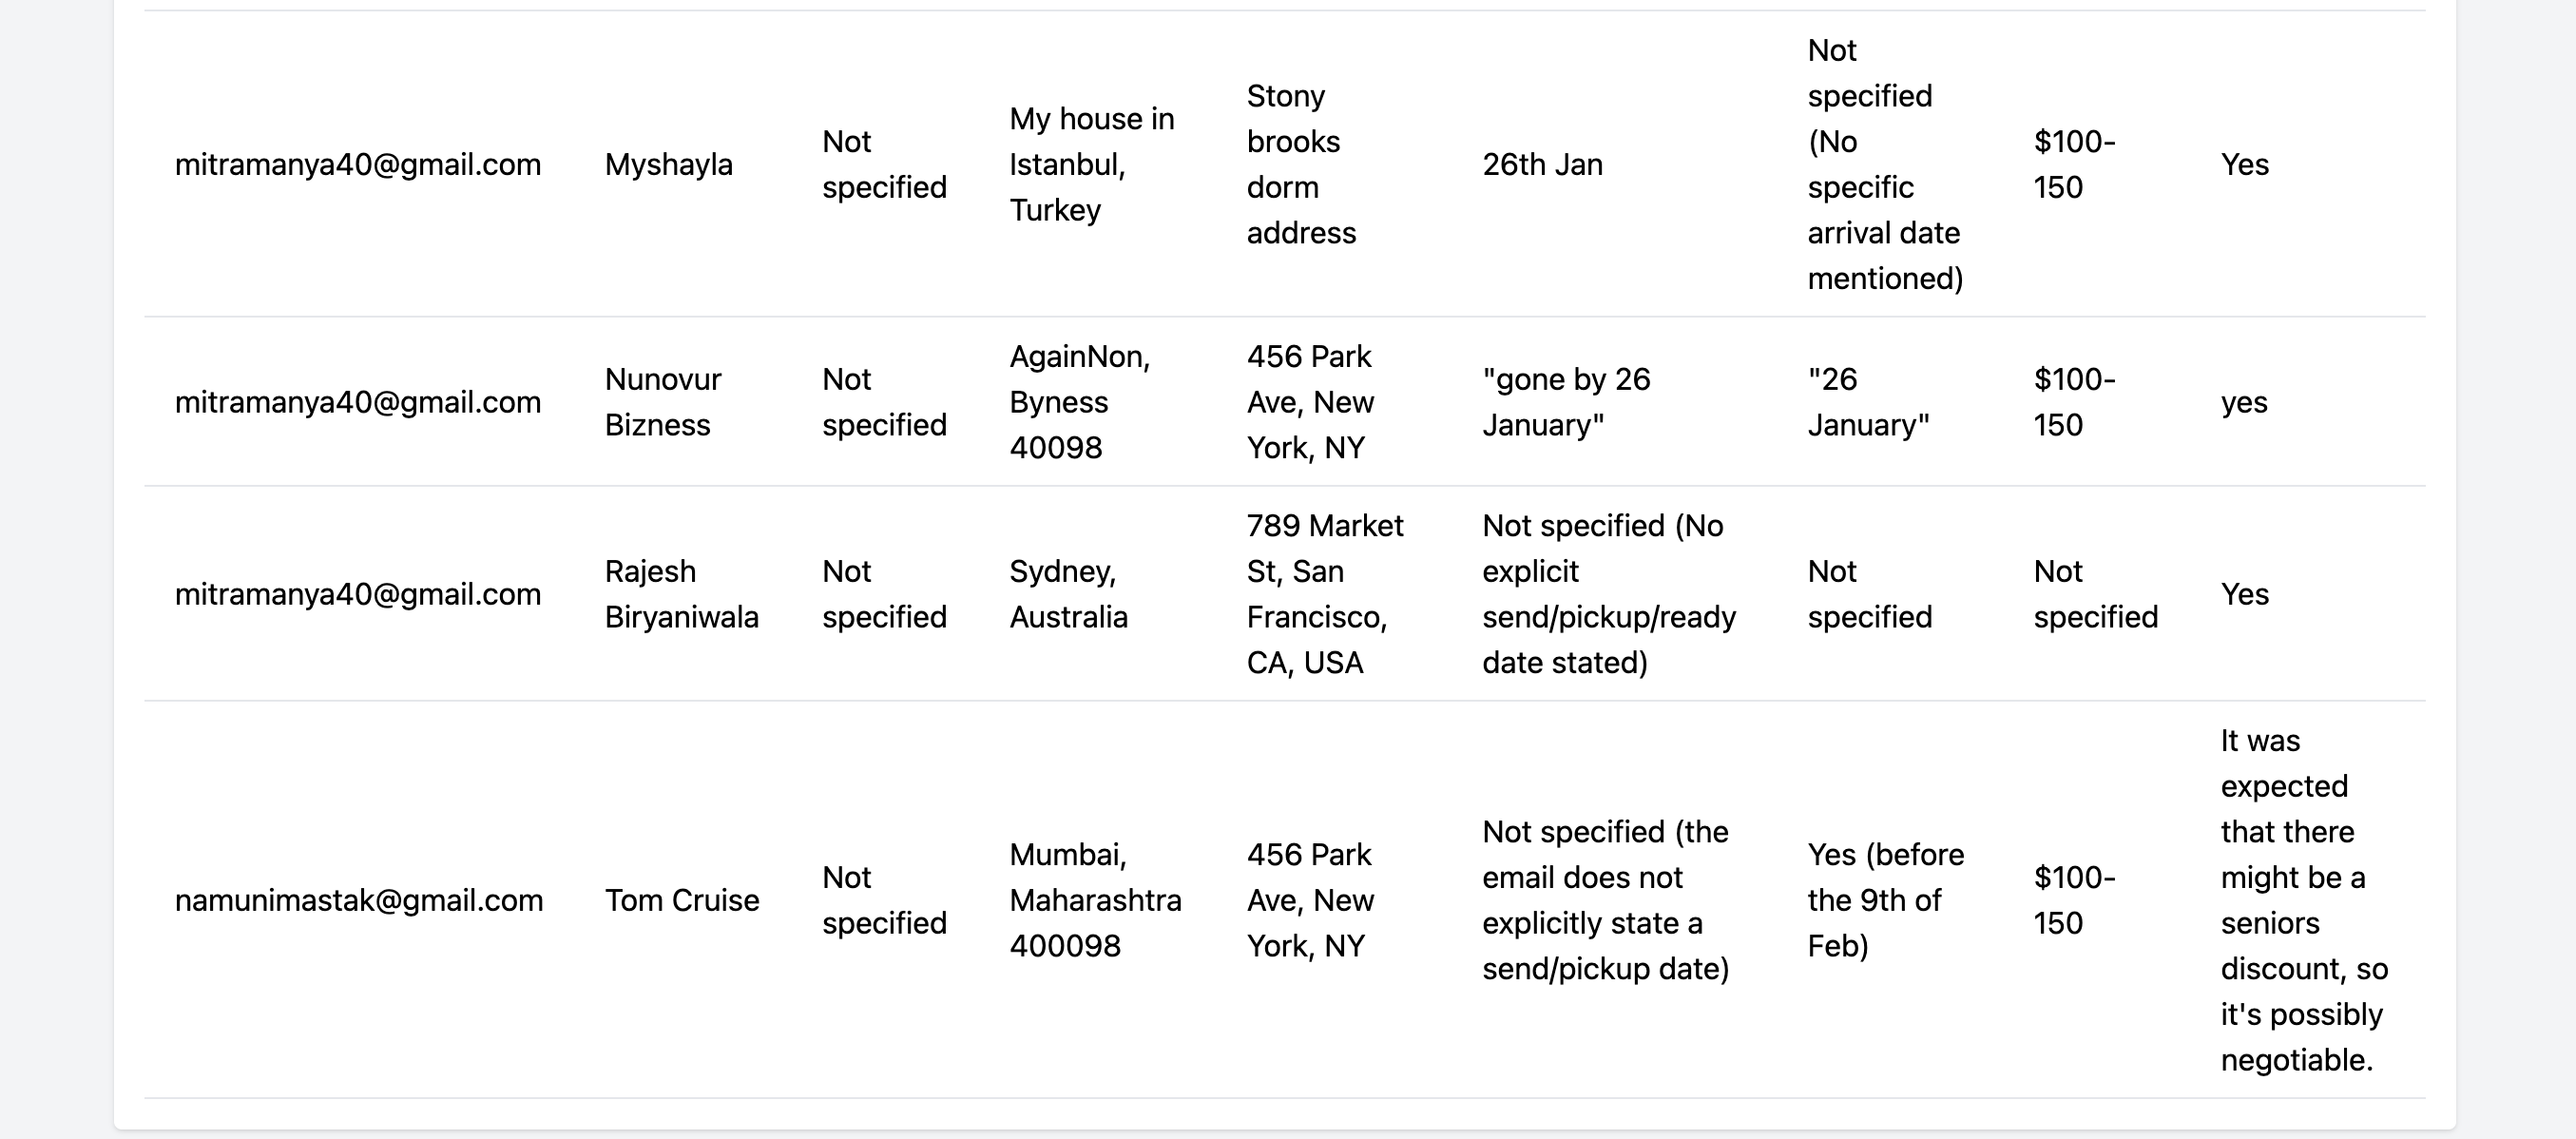 mitramanya40@gmail.com
Myshayla
Not
specified
My house in
Istanbul,
Turkey
Stony
brooks
dorm
address
26th Jan
Not
specified
(No
specific
arrival date
mentioned)
$100-
150
Yes
mitramanya40@gmail.com
Nunovur
Bizness
Not
specified
AgainNon,
Byness
40098
456 Park
Ave, New
York, NY
"gone by 26
January"
"26
January"
$100-
150
yes
mitramanya40@gmail.com
Rajesh
Biryaniwala
Not
specified
Sydney,
Australia
789 Market
St, San
Francisco,
CA, USA
Not specified (No
explicit
send/pickup/ready
date stated)
Not
specified
Not
specified
Yes
namunimastak@gmail.com
Tom Cruise
Not
specified
Mumbai,
Maharashtra
400098
456 Park
Ave, New
York, NY
Not specified (the
email does not
explicitly state a
send/pickup date)
Yes (before
the 9th of
Feb)
$100-
150
It was
expected
that there
might be a
seniors
discount, so
it's possibly
negotiable.